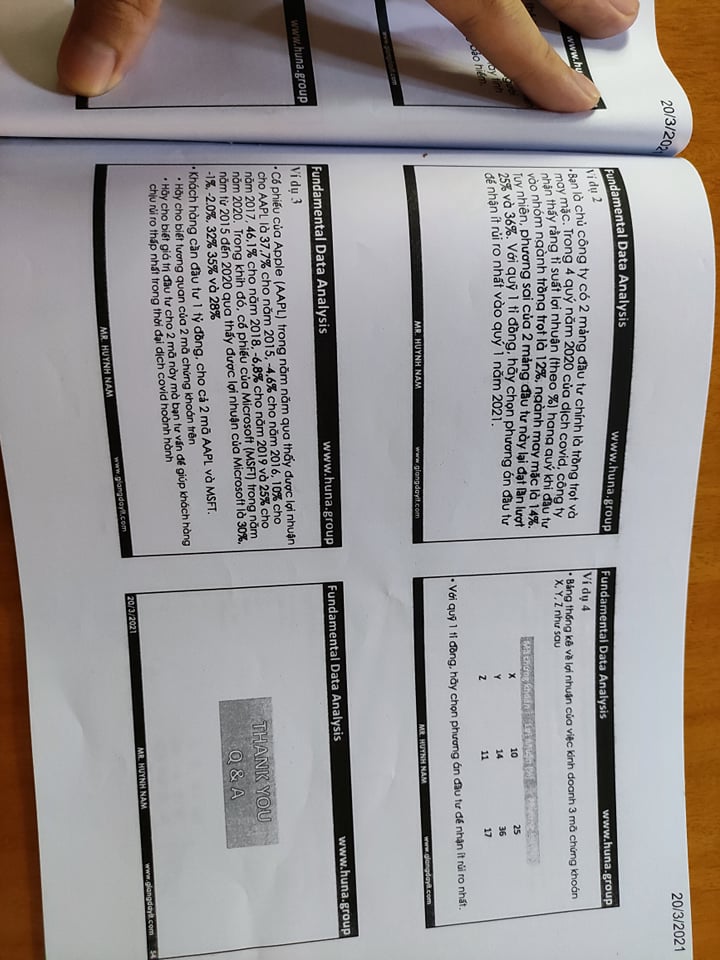 www.huna.group
www.hu
20/3/202
20/3/2021
Fundamental Data Analysis www.huna.group
Ví dụ 2
• Bạn là chủ công ty có 2 mảng đầu tư chính là trồng trọt và
may mặc. Trong 4 quý năm 2020 của dịch covid, công ty
nhận thấy rằng tỉ suất lợi nhuận (theo %) hang quý khi đầu tư
vào nhóm ngành trồng trọt là 12%, ngành may mặc là 14%.
Tuy nhiên, phương sai của 2 mảng đầu tư này lại đạt lần lượt
25% và 36%. Với quỹ 1 tỉ đồng, hãy chọn phương án đầu tư
để nhận ít rủi ro nhất vào quý 1 năm 2021.
MR. HUYNH NAM www.giangdayit.com
Fundamental Data Analysis www.huna.group
Ví dụ 4
• Bảng thống kê về lợi nhuận của việc kinh doanh 3 mã chứng khoán
X, Y, Z như sau
Mã chứng khoán
X 10 25
Y 14 36
Z 11 17
• Với quỹ 1 tỉ đồng, hãy chọn phương án đầu tư để nhận ít rủi ro nhất.
MR. HUYNH NAM www.giangdayit.com
Fundamental Data Analysis www.huna.group
Ví dụ 3
• Cổ phiếu của Apple (AAPL) trong năm năm qua thấy được lợi nhuận
cho AAPL là 37.7% cho năm 2015, -4,6% cho năm 2016, 10% cho
năm 2017, 46.1% cho năm 2018, -6,8% cho năm 2019 và 25% cho
năm 2020. Trong khih đó, cổ phiếu của Microsoft (MSFT) trong năm
năm từ 2015 đến 2020 qua thấy được lợi nhuận của Microsoft là 30%,
-1%, -2.0%, 32% 35% và 28%
• Khách hàng cần đầu tư 1 tỷ đồng, cho cả 2 mã AAPL và MSFT.
• Hãy cho biết tương quan của 2 mã chứng khoán trên
• Hãy cho biết giá trị đầu tư cho 2 mã này mà bạn tư vấn để giúp khách hàng
chịu rủi ro thấp nhất trong thời đại dịch covid hoành hành
MR. HUYNH NAM www.giangdayit.com
Fundamental Data Analysis www.huna.group
THANK YOU
Q & A
20/3/2021 MR. HUYNH NAM www.giangdayit.com 54